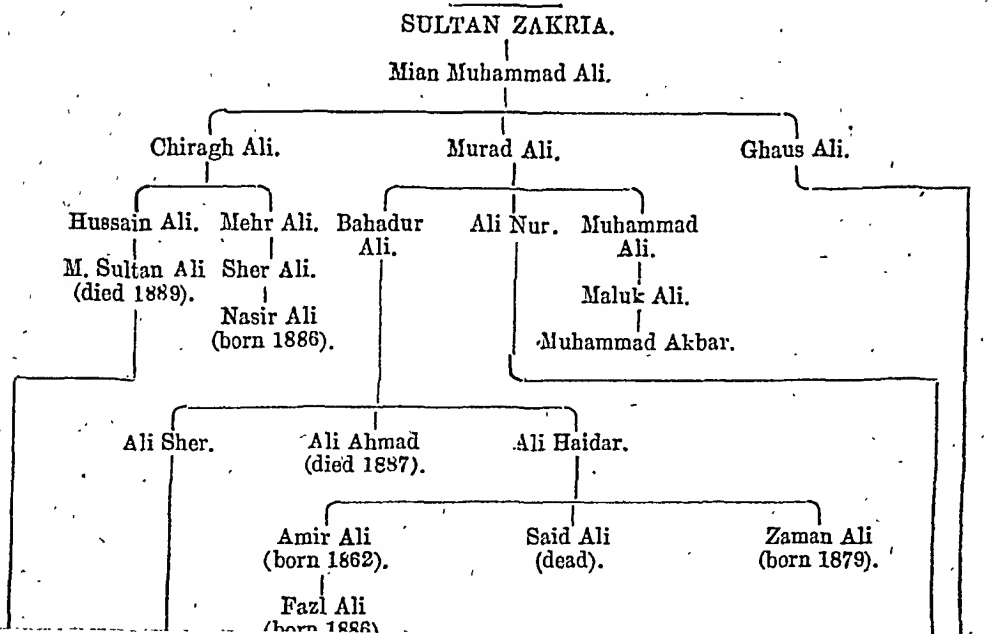 SULTAN ZAKRIA.
Mian Muhammad Ali.
Chiragh Ali. Murad Ali. Ghaus Ali.
Hussain Ali. Mehr Ali. Bahadur Ali. Ali Nur. Muhammad Ali.
M. Sultan Ali (died 1889). Sher Ali. Maluk Ali.
Nasir Ali (born 1886). Muhammad Akbar.
Ali Sher. Ali Ahmad (died 1887). Ali Haidar.
Amir Ali (born 1862). Said Ali (dead). Zaman Ali (born 1879).
Fazl Ali
(born 1886)